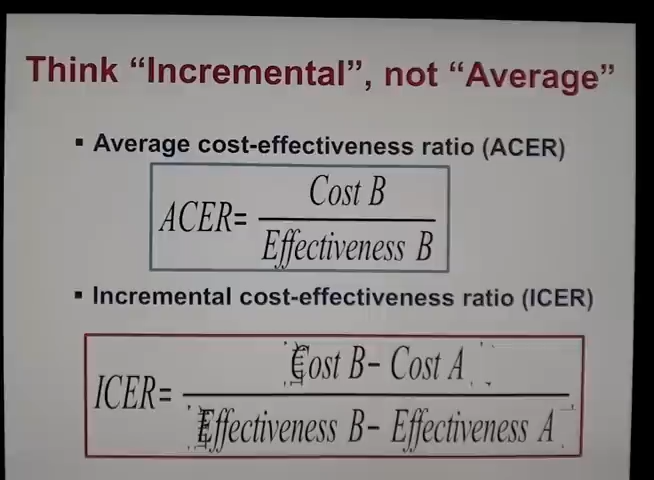 Think “Incremental”, not “Average”
▪ Average cost-effectiveness ratio (ACER)
ACER= Cost B
Effectiveness B
▪ Incremental cost-effectiveness ratio (ICER)
ICER= Cost B- Cost A
Effectiveness B- Effectiveness A